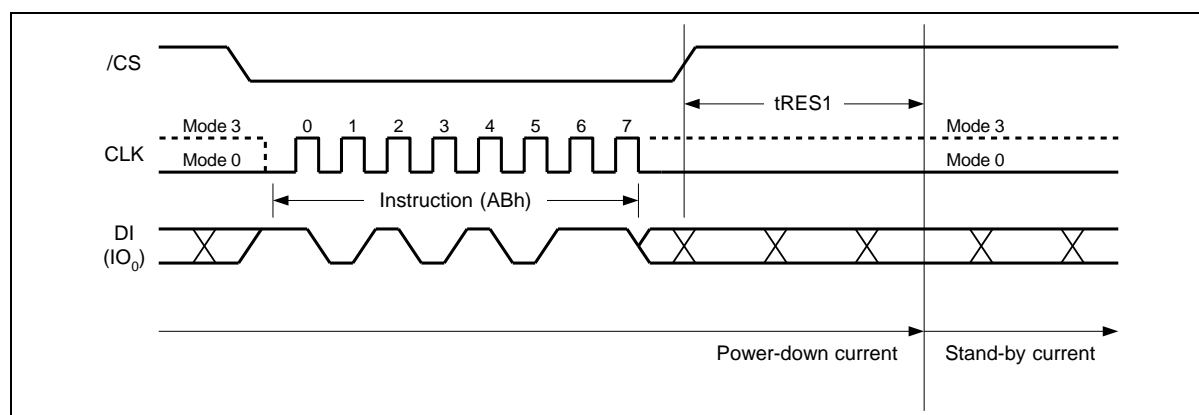 /CS
tRES1
Mode 3
0 1 2 3 4 5 6 7
Mode 3
CLK
Mode 0
Mode 0
Instruction (ABh)
DI
(IO₀)
Power-down current
Stand-by current